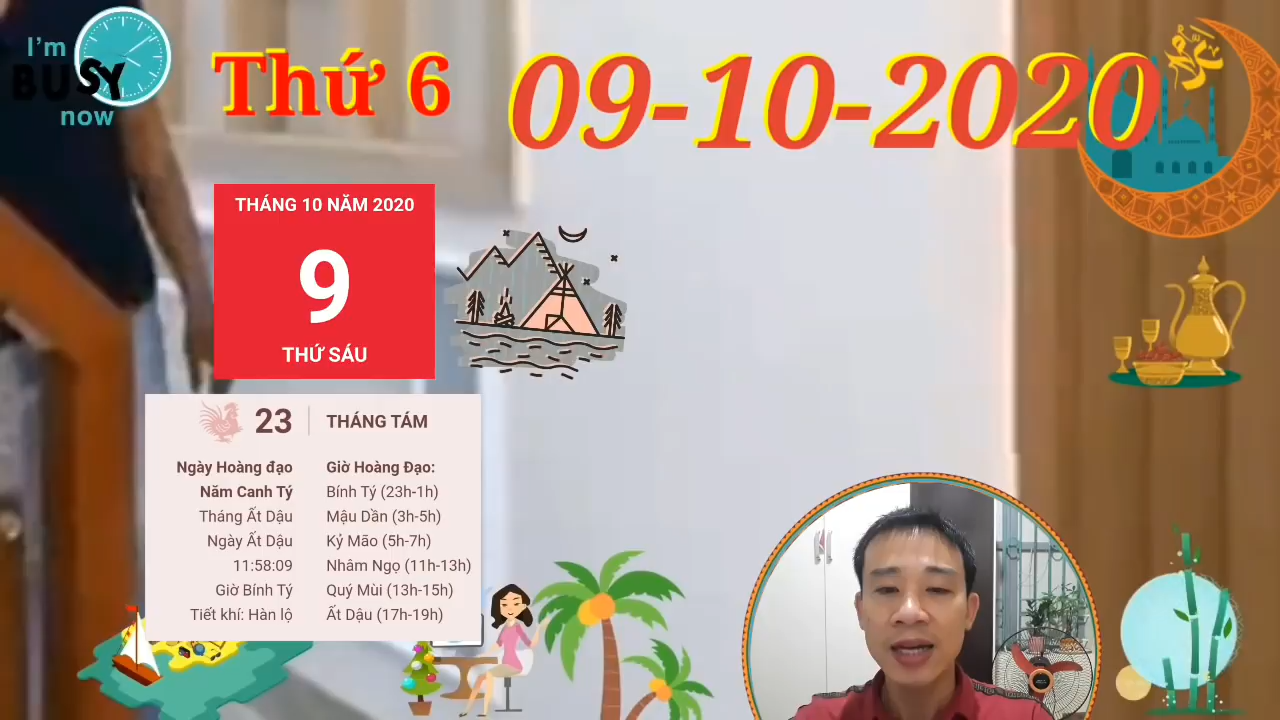 I'm
BUSY
now
Thứ 6
09-10-2020
THÁNG 10 NĂM 2020
9
THỨ SÁU
23
THÁNG TÁM
Ngày Hoàng đạo
Năm Canh Tý
Tháng Ất Dậu
Ngày Ất Dậu
11:58:09
Giờ Bính Tý
Tiết khí: Hàn lộ
Giờ Hoàng Đạo:
Bính Tý (23h-1h)
Mậu Dần (3h-5h)
Kỷ Mão (5h-7h)
Nhâm Ngọ (11h-13h)
Quý Mùi (13h-15h)
Ất Dậu (17h-19h)